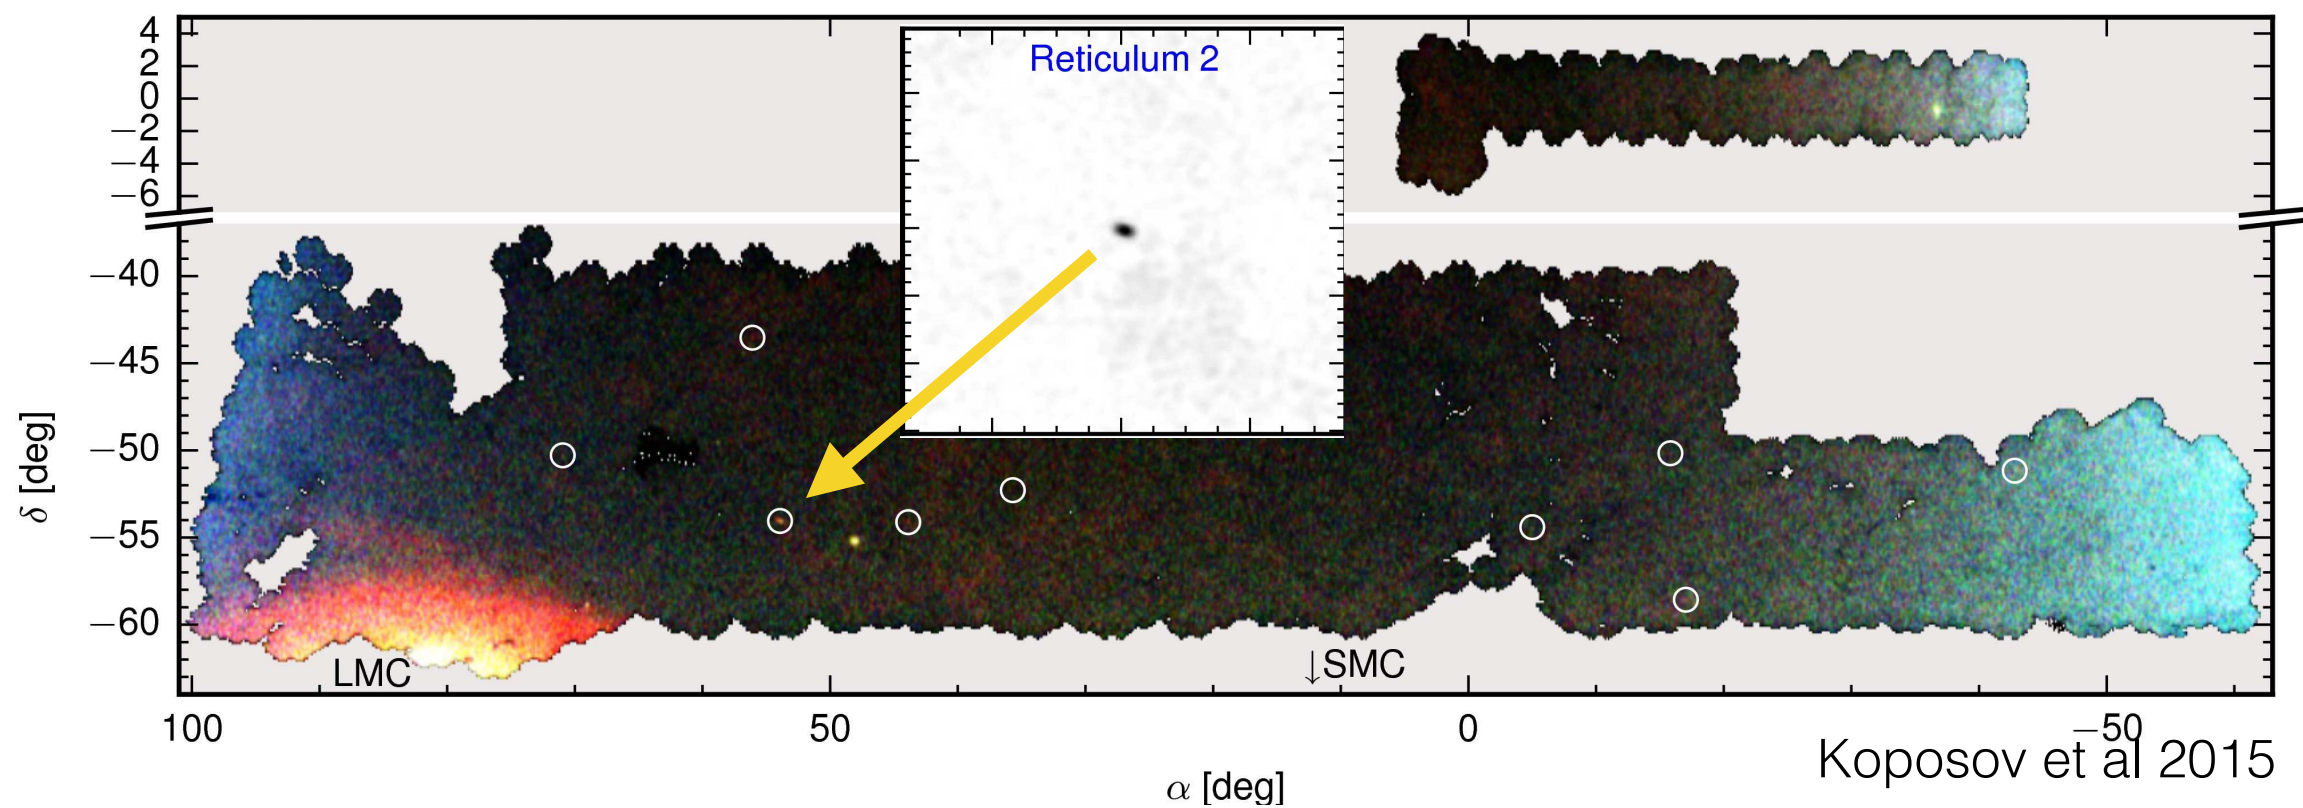 4
2
0
−2
−4
−6
Reticulum 2
−40
−45
−50
−55
−60
δ [deg]
LMC
↓SMC
100
50
0
−50
α [deg]
Koposov et al 2015